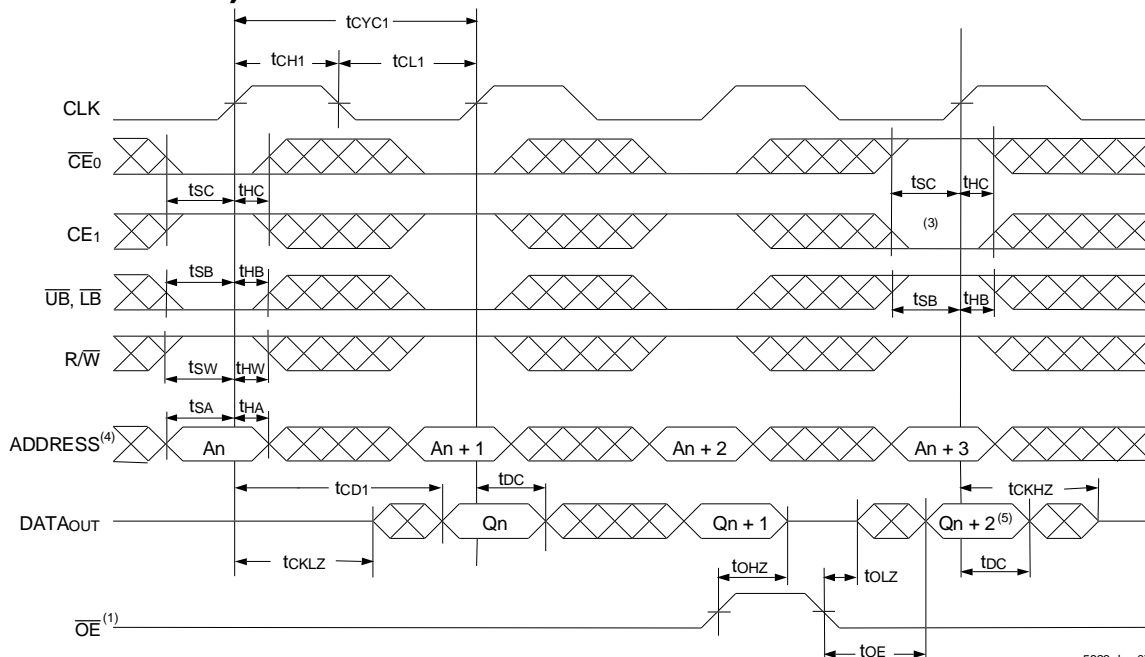 tCYC1
tCH1 tCL1
CLK
CE0
tSC tHC tSC tHC
CE1 (3)
tSB tHB
UB, LB
tSB tHB
R/W
tSW tHW
tSA tHA
ADDRESS(4) An An + 1 An + 2 An + 3
tCD1 tDC tCKHZ
DATAOUT Qn Qn + 1 Qn + 2(5)
tCKLZ tOHZ tOLZ tDC
OE(1)
tOE